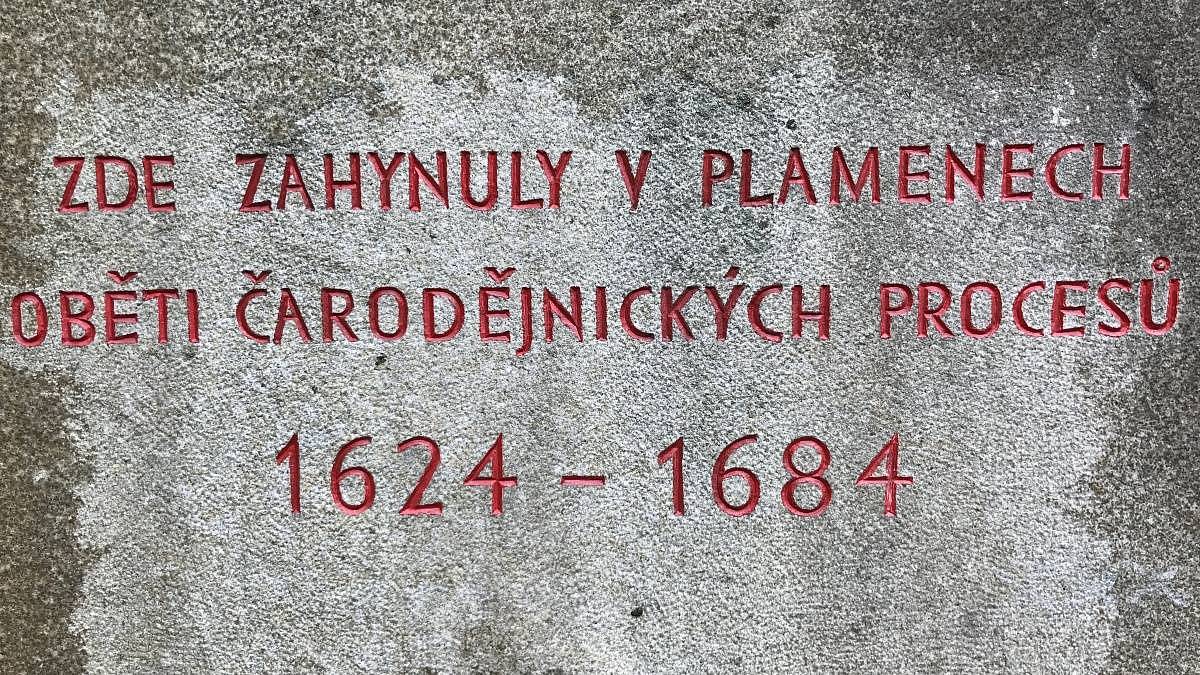 ZDE ZAHYNULY V PLAMENECH
OBĚTI ČARODĚJNICKÝCH PROCESŮ
1624 – 1684